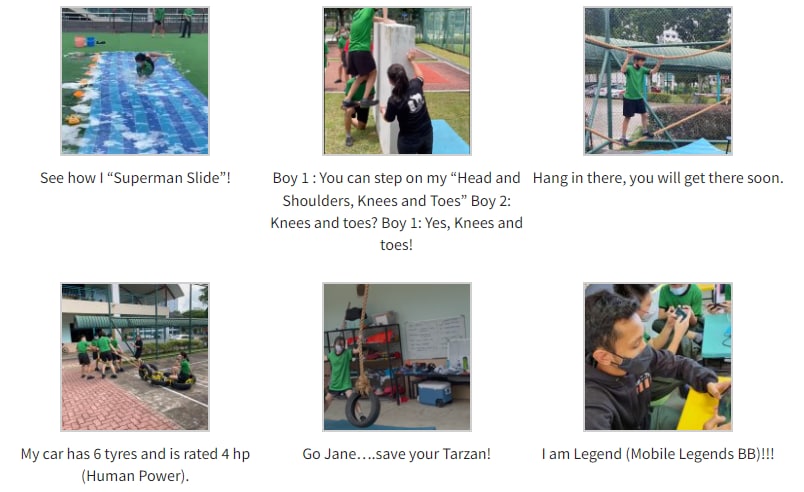 See how I “Superman Slide”!
Boy 1 : You can step on my “Head and
Shoulders, Knees and Toes” Boy 2:
Knees and toes? Boy 1: Yes, Knees and
toes!
Hang in there, you will get there soon.
My car has 6 tyres and is rated 4 hp
(Human Power).
Go Jane….save your Tarzan!
I am Legend (Mobile Legends BB)!!!